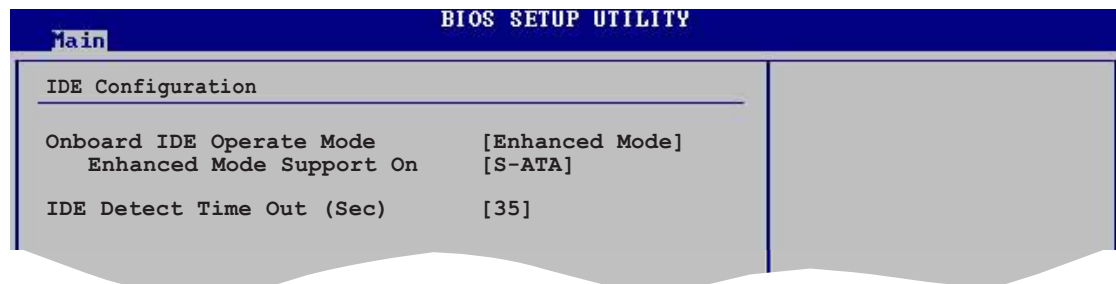 BIOS SETUP UTILITY
Main
IDE Configuration
Onboard IDE Operate Mode [Enhanced Mode]
Enhanced Mode Support On [S-ATA]
IDE Detect Time Out (Sec) [35]